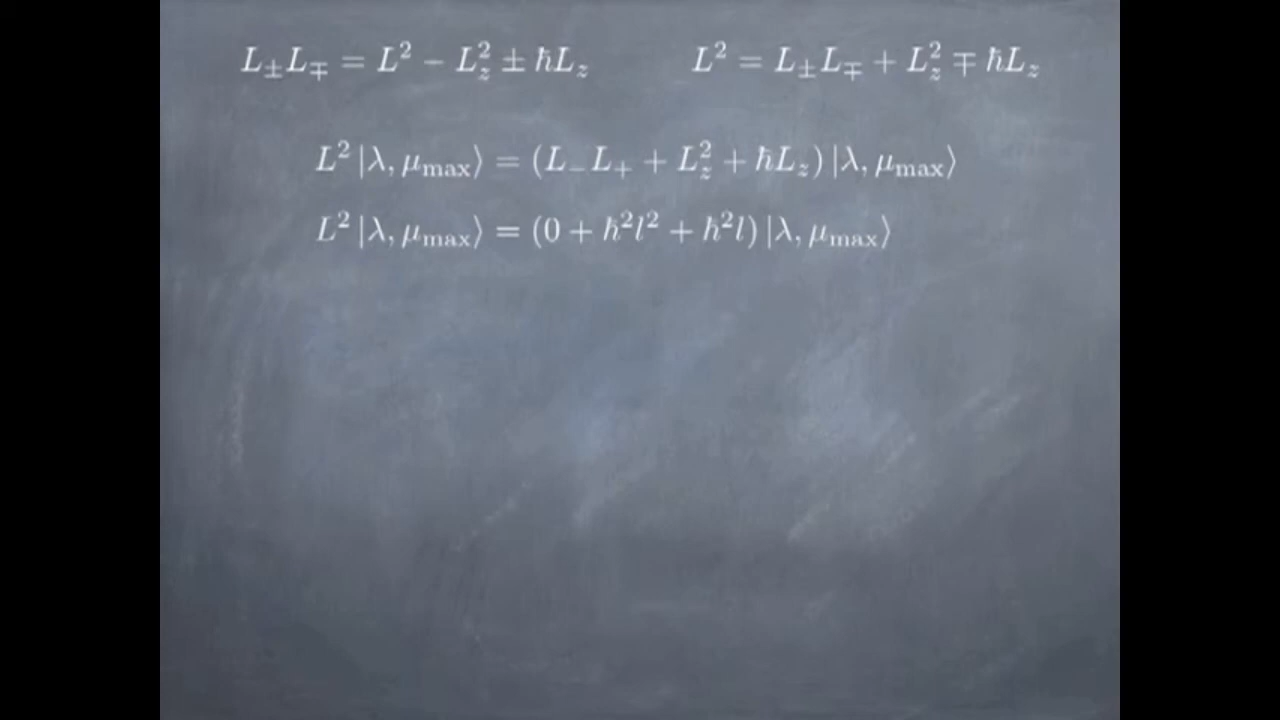 L±L∓ = L² − L_z² ± ħL_z L² = L±L∓ + L_z² ∓ ħL_z
L² |λ, μ_max⟩ = (L₋L₊ + L_z² + ħL_z) |λ, μ_max⟩
L² |λ, μ_max⟩ = (0 + ħ²l² + ħ²l) |λ, μ_max⟩